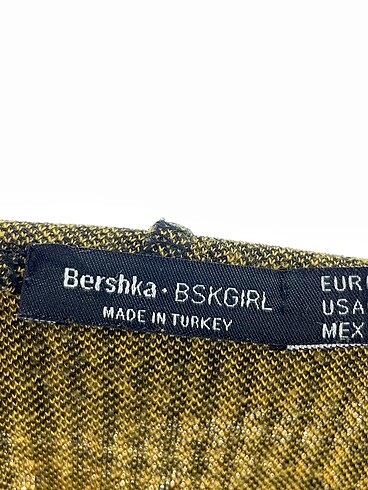 Bershka · BSKGIRL
MADE IN TURKEY
EUR
USA
MEX